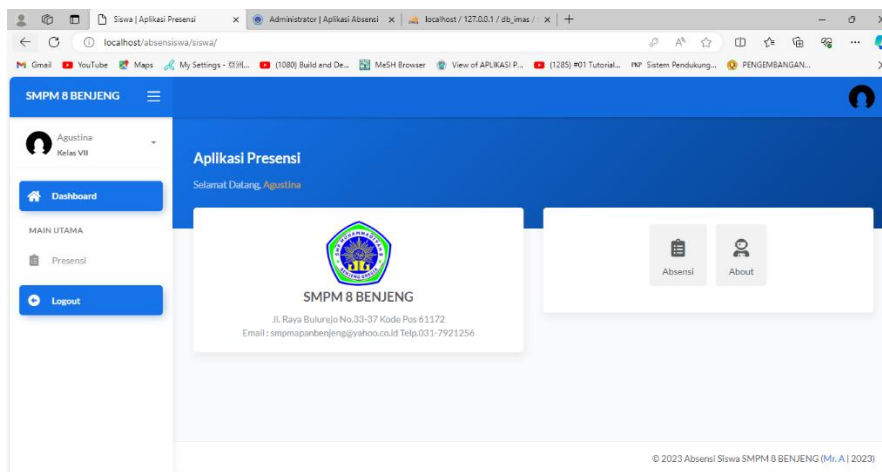 Siswa | Aplikasi Presensi
Administrator | Aplikasi Absensi
localhost / 127.0.0.1 / db_imas /
localhost/absensiswa/siswa/
Gmail
YouTube
Maps
My Settings -
(1080) Build and De...
MeSH Browser
View of APLIKASI P...
(1285) #01 Tutorial...
Sistem Pendukung...
PENGEMBANGAN...
SMPM 8 BENJENG
Agustina
Kelas VII
Dashboard
MAIN UTAMA
Presensi
Logout
Aplikasi Presensi
Selamat Datang, Agustina
SMPM 8 BENJENG
Jl. Raya Bulurejo No.33-37 Kode Pos 61172
Email : smpmapanbenjeng@yahoo.co.id Telp.031-7921256
Absensi
About
© 2023 Absensi Siswa SMPM 8 BENJENG (Mr. A | 2023)